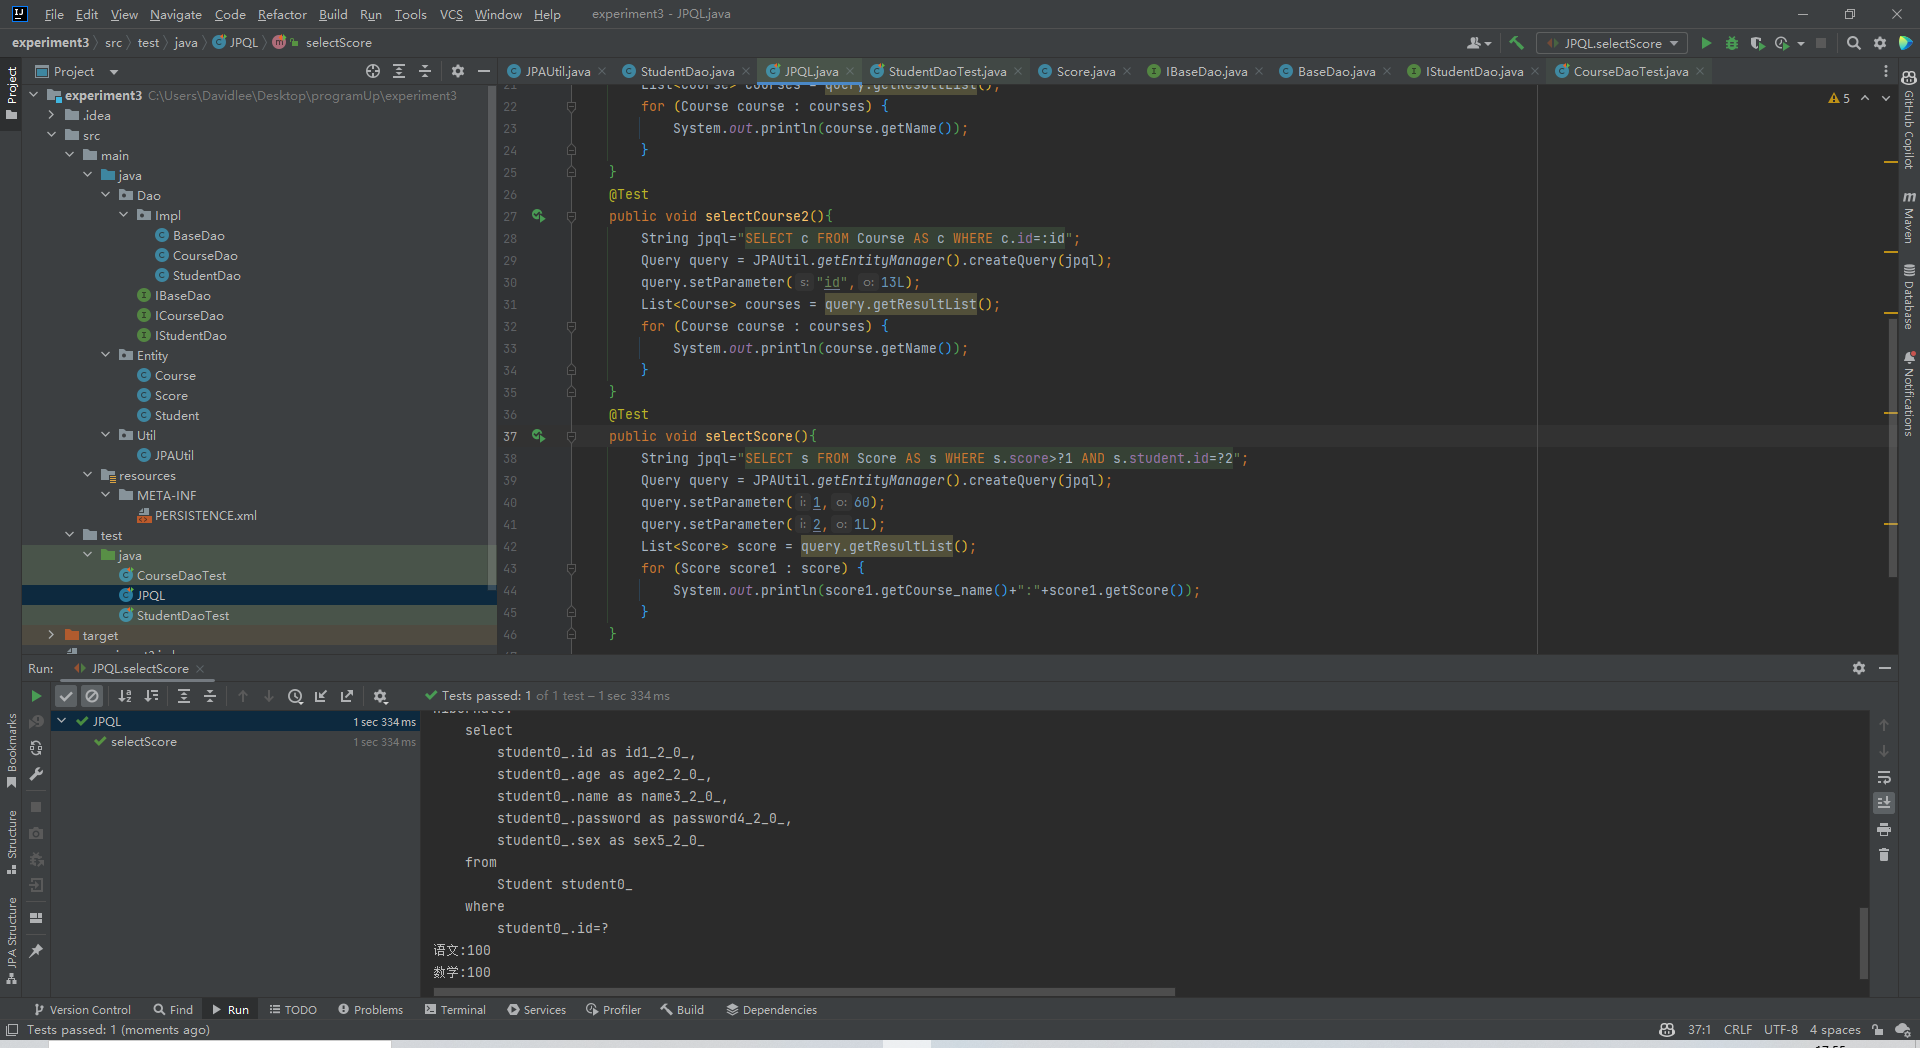 File Edit View Navigate Code Refactor Build Run Tools VCS Window Help experiment3 - JPQL.java
experiment3 src test java JPQL selectScore
JPQL.selectScore
Project
JPAUtil.java StudentDao.java JPQL.java StudentDaoTest.java Score.java IBaseDao.java BaseDao.java IStudentDao.java CourseDaoTest.java
Project
experiment3 C:\Users\Davidlee\Desktop\programUp\experiment3
.idea
src
main
java
Dao
Impl
BaseDao
CourseDao
StudentDao
IBaseDao
ICourseDao
IStudentDao
Entity
Course
Score
Student
Util
JPAUtil
resources
META-INF
PERSISTENCE.xml
test
java
CourseDaoTest
JPQL
StudentDaoTest
target
21 List<Course> courses = query.getResultList();
22 for (Course course : courses) {
23 System.out.println(course.getName());
24 }
25 }
26 @Test
27 public void selectCourse2(){
28 String jpql="SELECT c FROM Course AS c WHERE c.id=:id";
29 Query query = JPAUtil.getEntityManager().createQuery(jpql);
30 query.setParameter( s: "id", o: 13L);
31 List<Course> courses = query.getResultList();
32 for (Course course : courses) {
33 System.out.println(course.getName());
34 }
35 }
36 @Test
37 public void selectScore(){
38 String jpql="SELECT s FROM Score AS s WHERE s.score>?1 AND s.student.id=?2";
39 Query query = JPAUtil.getEntityManager().createQuery(jpql);
40 query.setParameter( i: 1, o: 60);
41 query.setParameter( i: 2, o: 1L);
42 List<Score> score = query.getResultList();
43 for (Score score1 : score) {
44 System.out.println(score1.getCourse_name()+":"+score1.getScore());
45 }
46 }
5
GitHub Copilot
Maven
Database
Notifications
Run: JPQL.selectScore
Tests passed: 1 of 1 test – 1 sec 334 ms
JPQL 1 sec 334 ms
selectScore 1 sec 334 ms
select
student0_.id as id1_2_0_,
student0_.age as age2_2_0_,
student0_.name as name3_2_0_,
student0_.password as password4_2_0_,
student0_.sex as sex5_2_0_
from
Student student0_
where
student0_.id=?
语文:100
数学:100
Bookmarks
Structure
JPA Structure
Version Control Find Run TODO Problems Terminal Services Profiler Build Dependencies
Tests passed: 1 (moments ago) 37:1 CRLF UTF-8 4 spaces